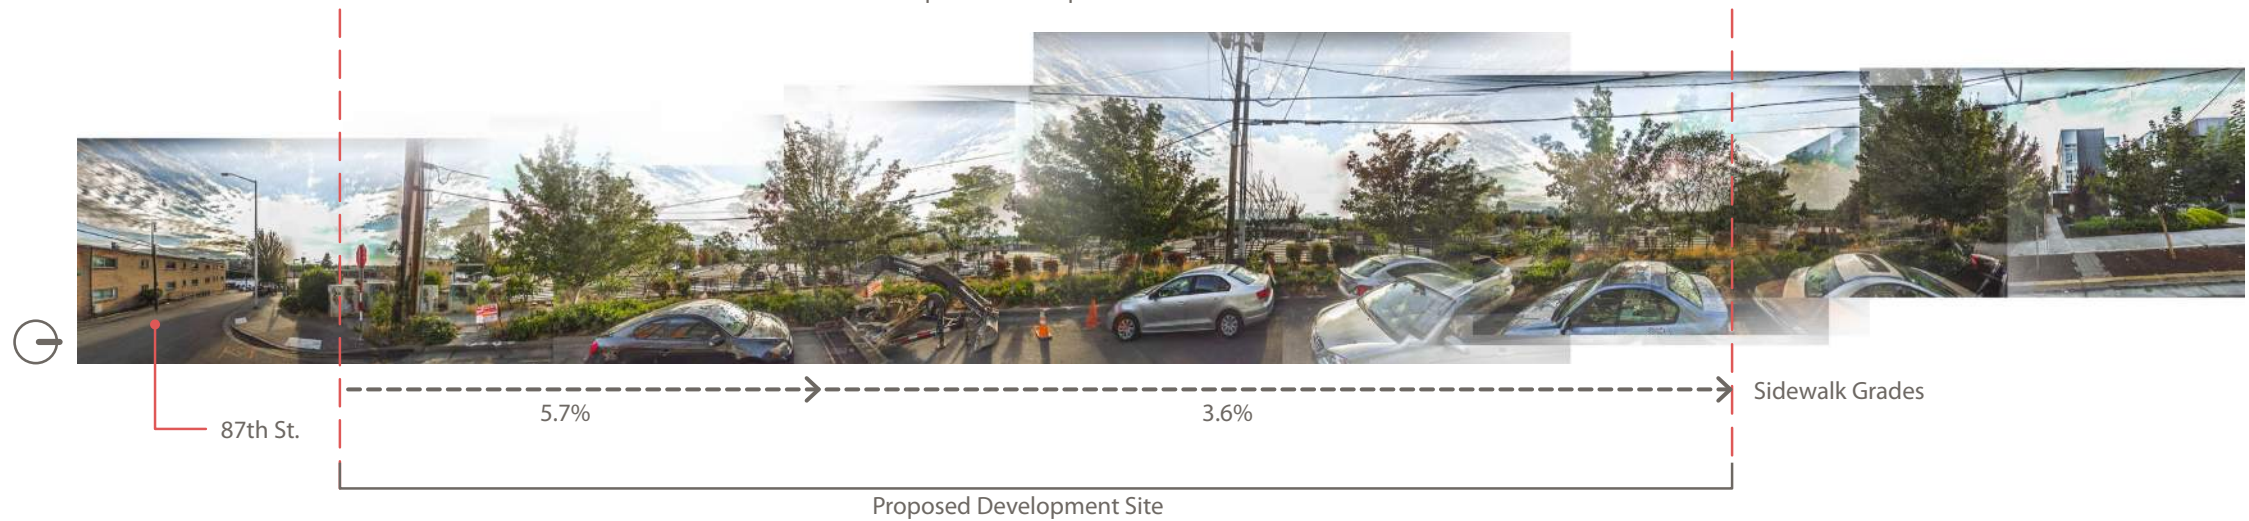 5.7%
3.6%
Sidewalk Grades
87th St.
Proposed Development Site